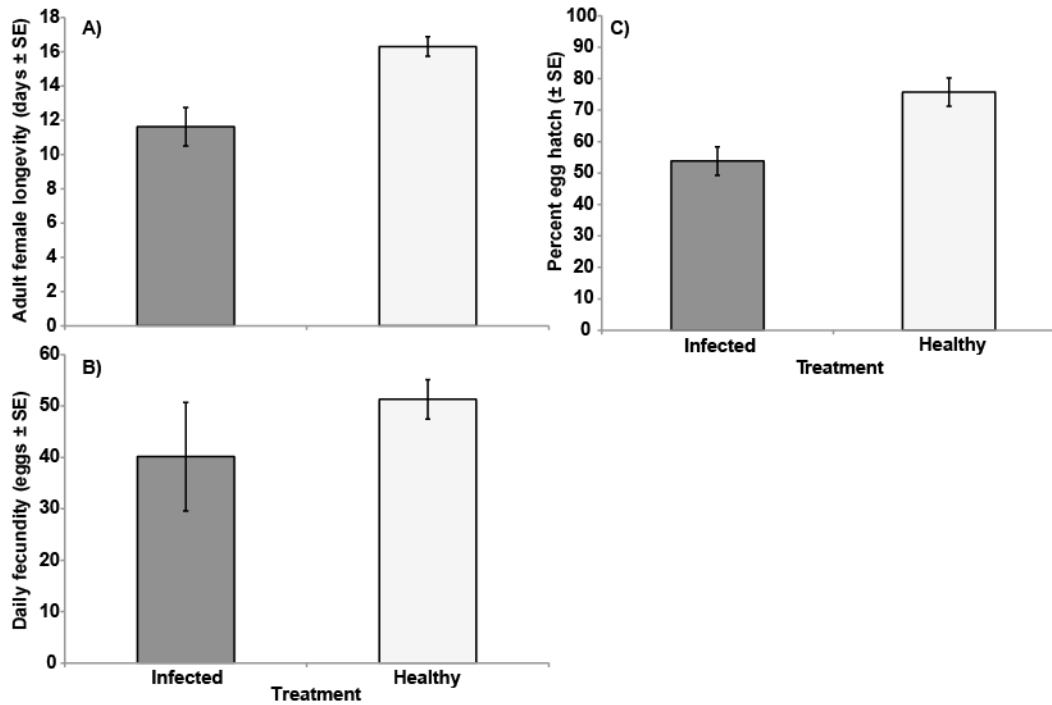 A)
Adult female longevity (days ± SE)
18
16
14
12
10
8
6
4
2
0
B)
Daily fecundity (eggs ± SE)
60
50
40
30
20
10
0
Infected
Healthy
Treatment
C)
Percent egg hatch (± SE)
100
90
80
70
60
50
40
30
20
10
0
Infected
Healthy
Treatment